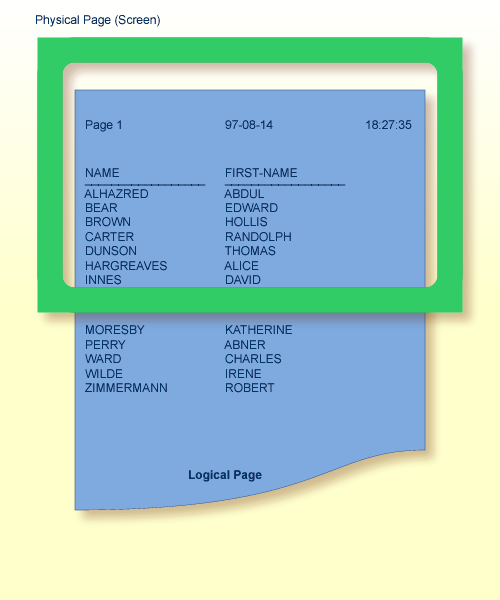 Physical Page (Screen)
Page 1 97-08-14 18:27:35
NAME FIRST-NAME
ALHAZRED ABDUL
BEAR EDWARD
BROWN HOLLIS
CARTER RANDOLPH
DUNSON THOMAS
HARGREAVES ALICE
INNES DAVID
MORESBY KATHERINE
PERRY ABNER
WARD CHARLES
WILDE IRENE
ZIMMERMANN ROBERT
Logical Page